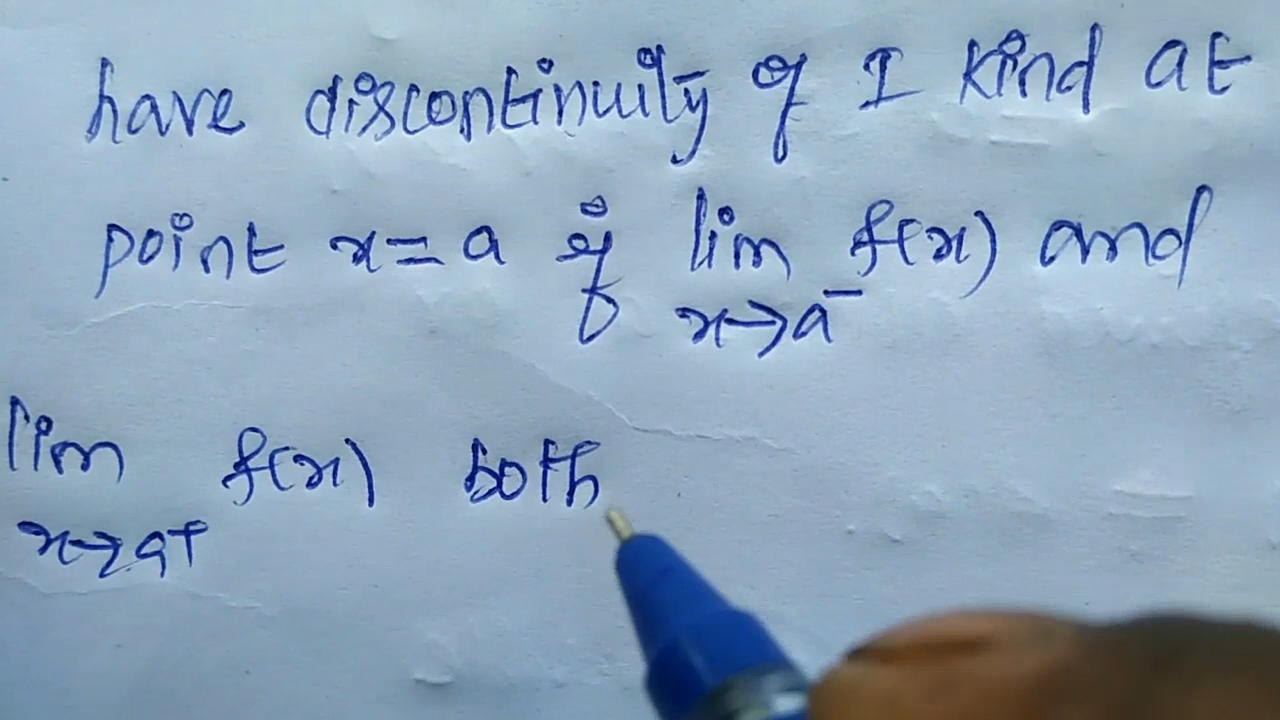 have discontinuity of I kind at
point x = a if lim f(x) and
x→a⁻
lim f(x) both
x→a⁺